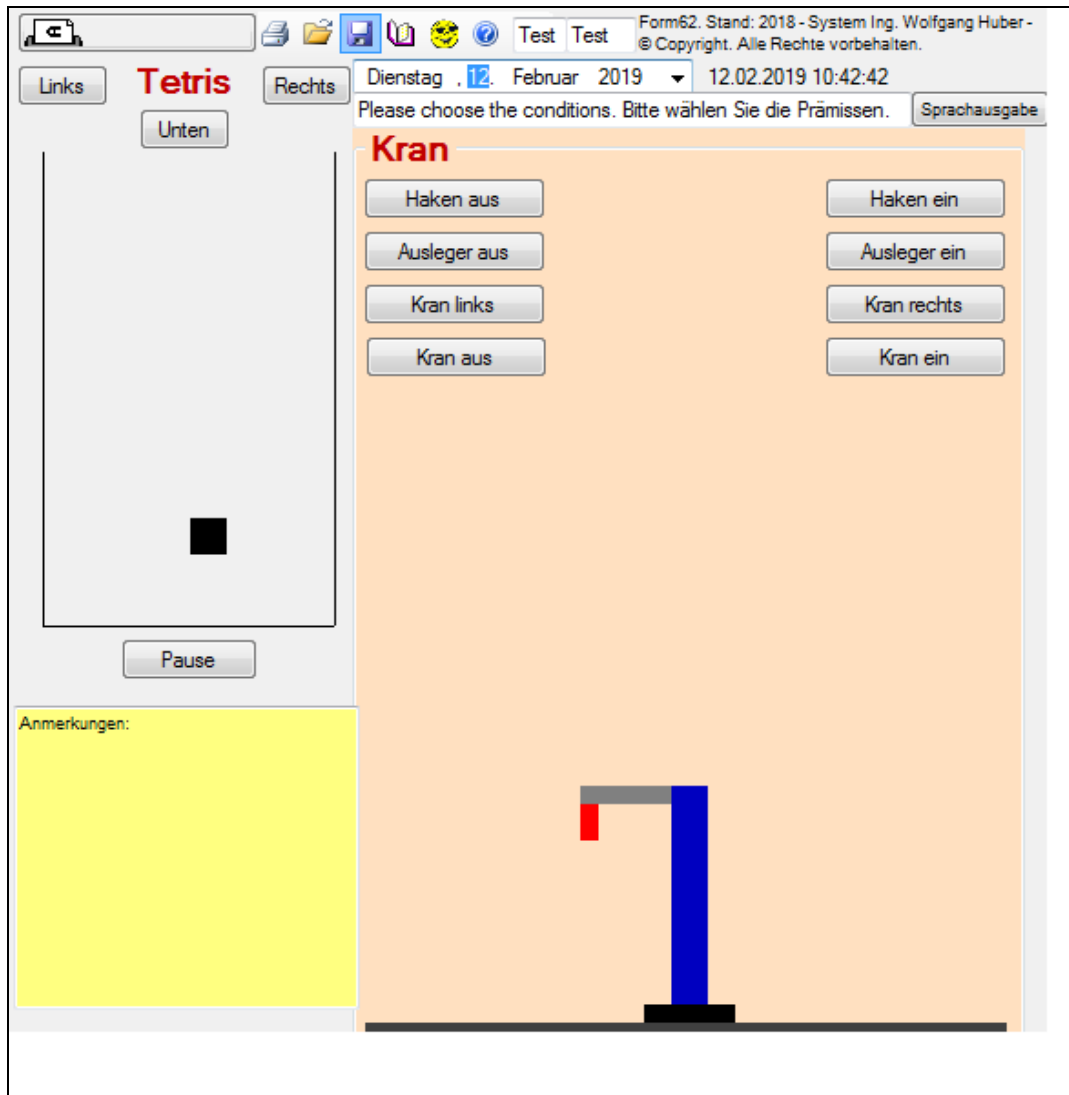 Test Test
Form62. Stand: 2018 - System Ing. Wolfgang Huber -
© Copyright. Alle Rechte vorbehalten.
Links Tetris Rechts
Dienstag , 12. Februar 2019 12.02.2019 10:42:42
Please choose the conditions. Bitte wählen Sie die Prämissen. Sprachausgabe
Unten
Kran
Haken aus Haken ein
Ausleger aus Ausleger ein
Kran links Kran rechts
Kran aus Kran ein
Pause
Anmerkungen: